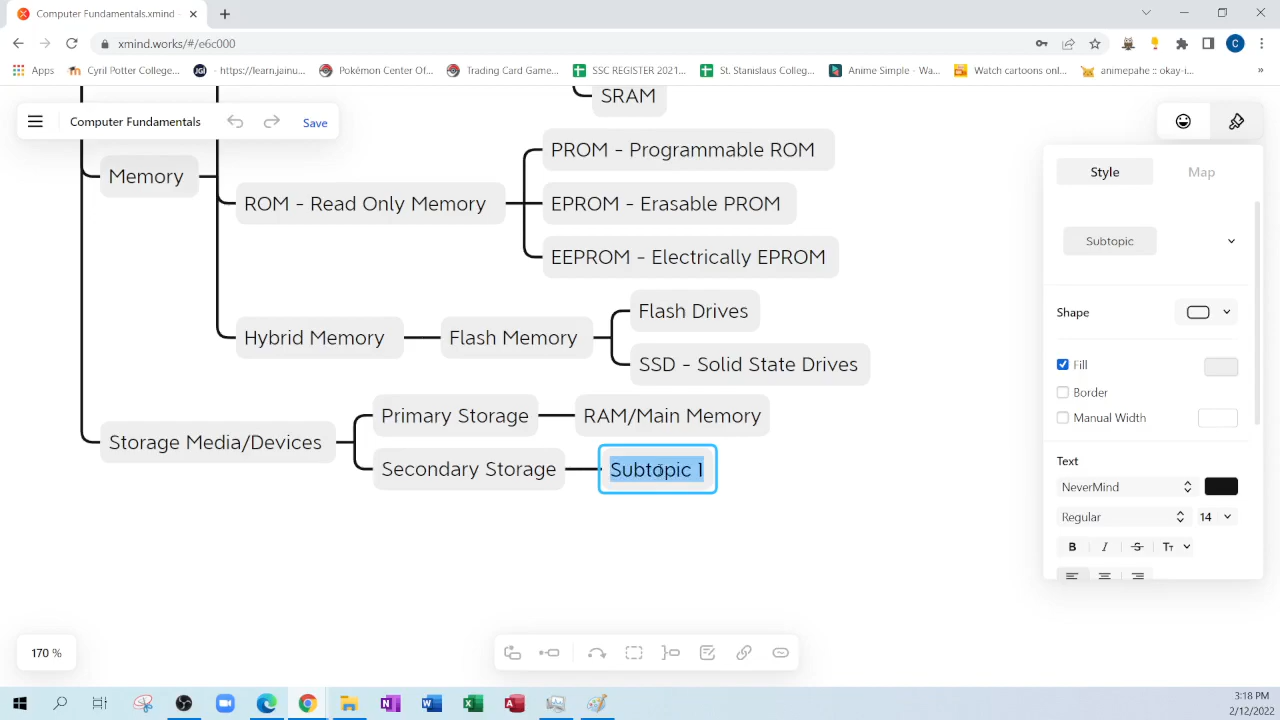 Computer Fundamentals.xmind -
xmind.works/#/e6c000
Apps
Cyril Potter College...
- https://learn.jainu...
Pokémon Center Of...
Trading Card Game...
SSC REGISTER 2021...
St. Stanislaus Colleg...
Anime Simple - Wa...
Watch cartoons onl...
animepahe :: okay-i...
»
C
Computer Fundamentals
Save
SRAM
PROM - Programmable ROM
Memory
ROM - Read Only Memory
EPROM - Erasable PROM
EEPROM - Electrically EPROM
Flash Drives
Hybrid Memory
Flash Memory
SSD - Solid State Drives
Primary Storage
RAM/Main Memory
Storage Media/Devices
Secondary Storage
Subtopic 1
Style
Map
Subtopic
Shape
Fill
Border
Manual Width
Text
NeverMind
Regular
14
B
I
S
Tт
170 %
3:18 PM
2/12/2022